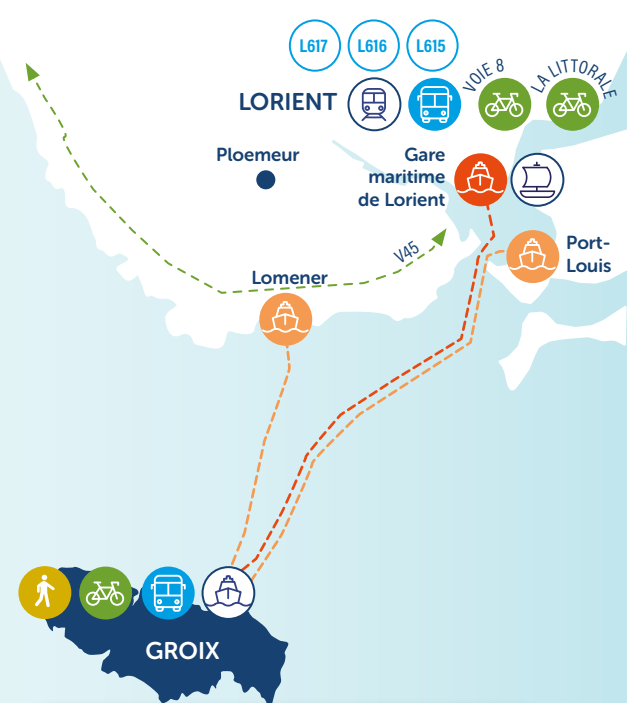 L617 L616 L615
LORIENT
VOIE 8
LA LITTORALE
Ploemeur
Gare
maritime
de Lorient
Port-
Louis
V45
Lomener
GROIX